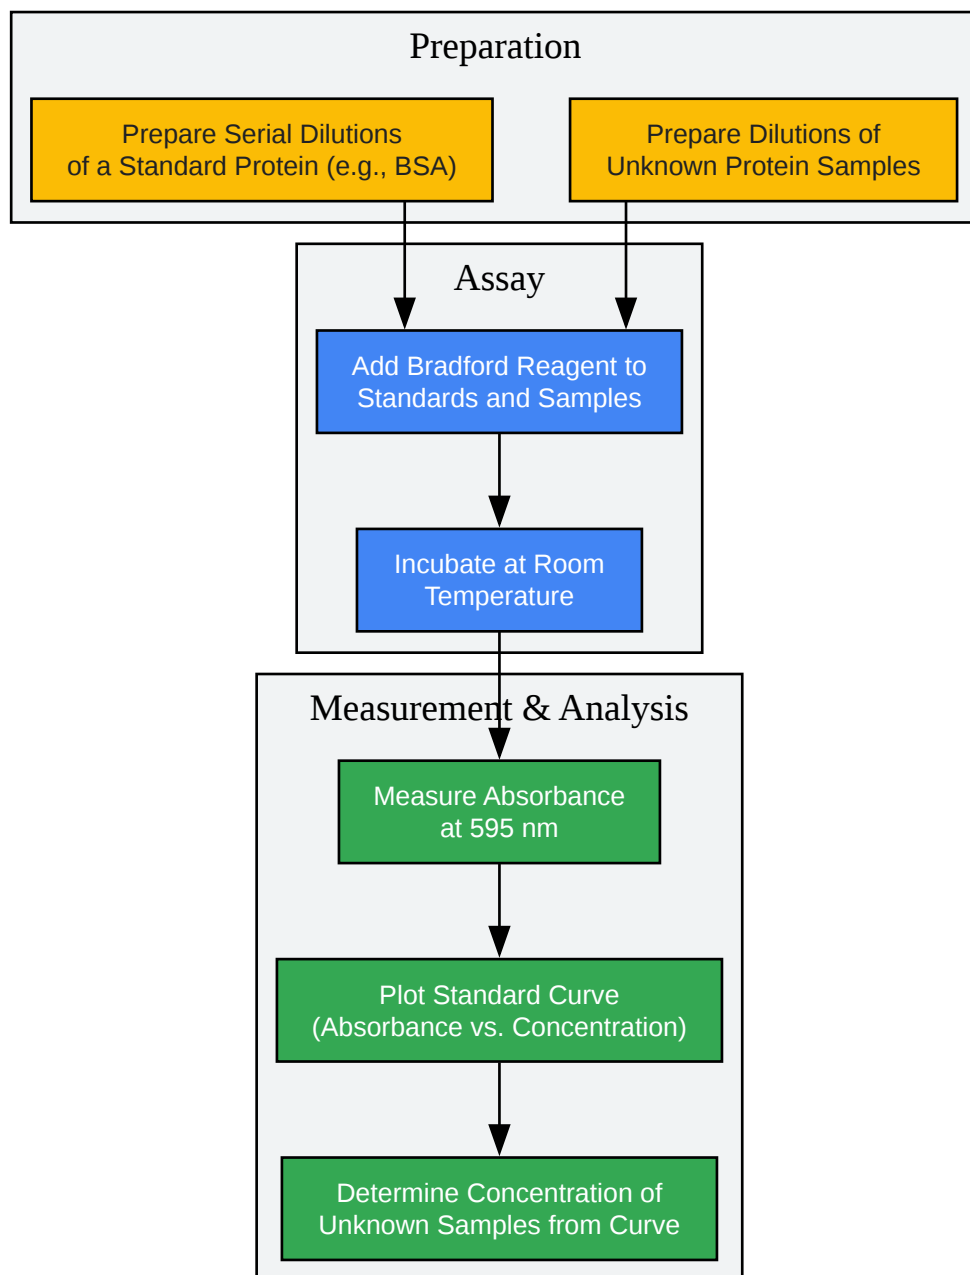 Preparation
Prepare Serial Dilutions
of a Standard Protein (e.g., BSA)
Prepare Dilutions of
Unknown Protein Samples
Assay
Add Bradford Reagent to
Standards and Samples
Incubate at Room
Temperature
Measurement & Analysis
Measure Absorbance
at 595 nm
Plot Standard Curve
(Absorbance vs. Concentration)
Determine Concentration of
Unknown Samples from Curve